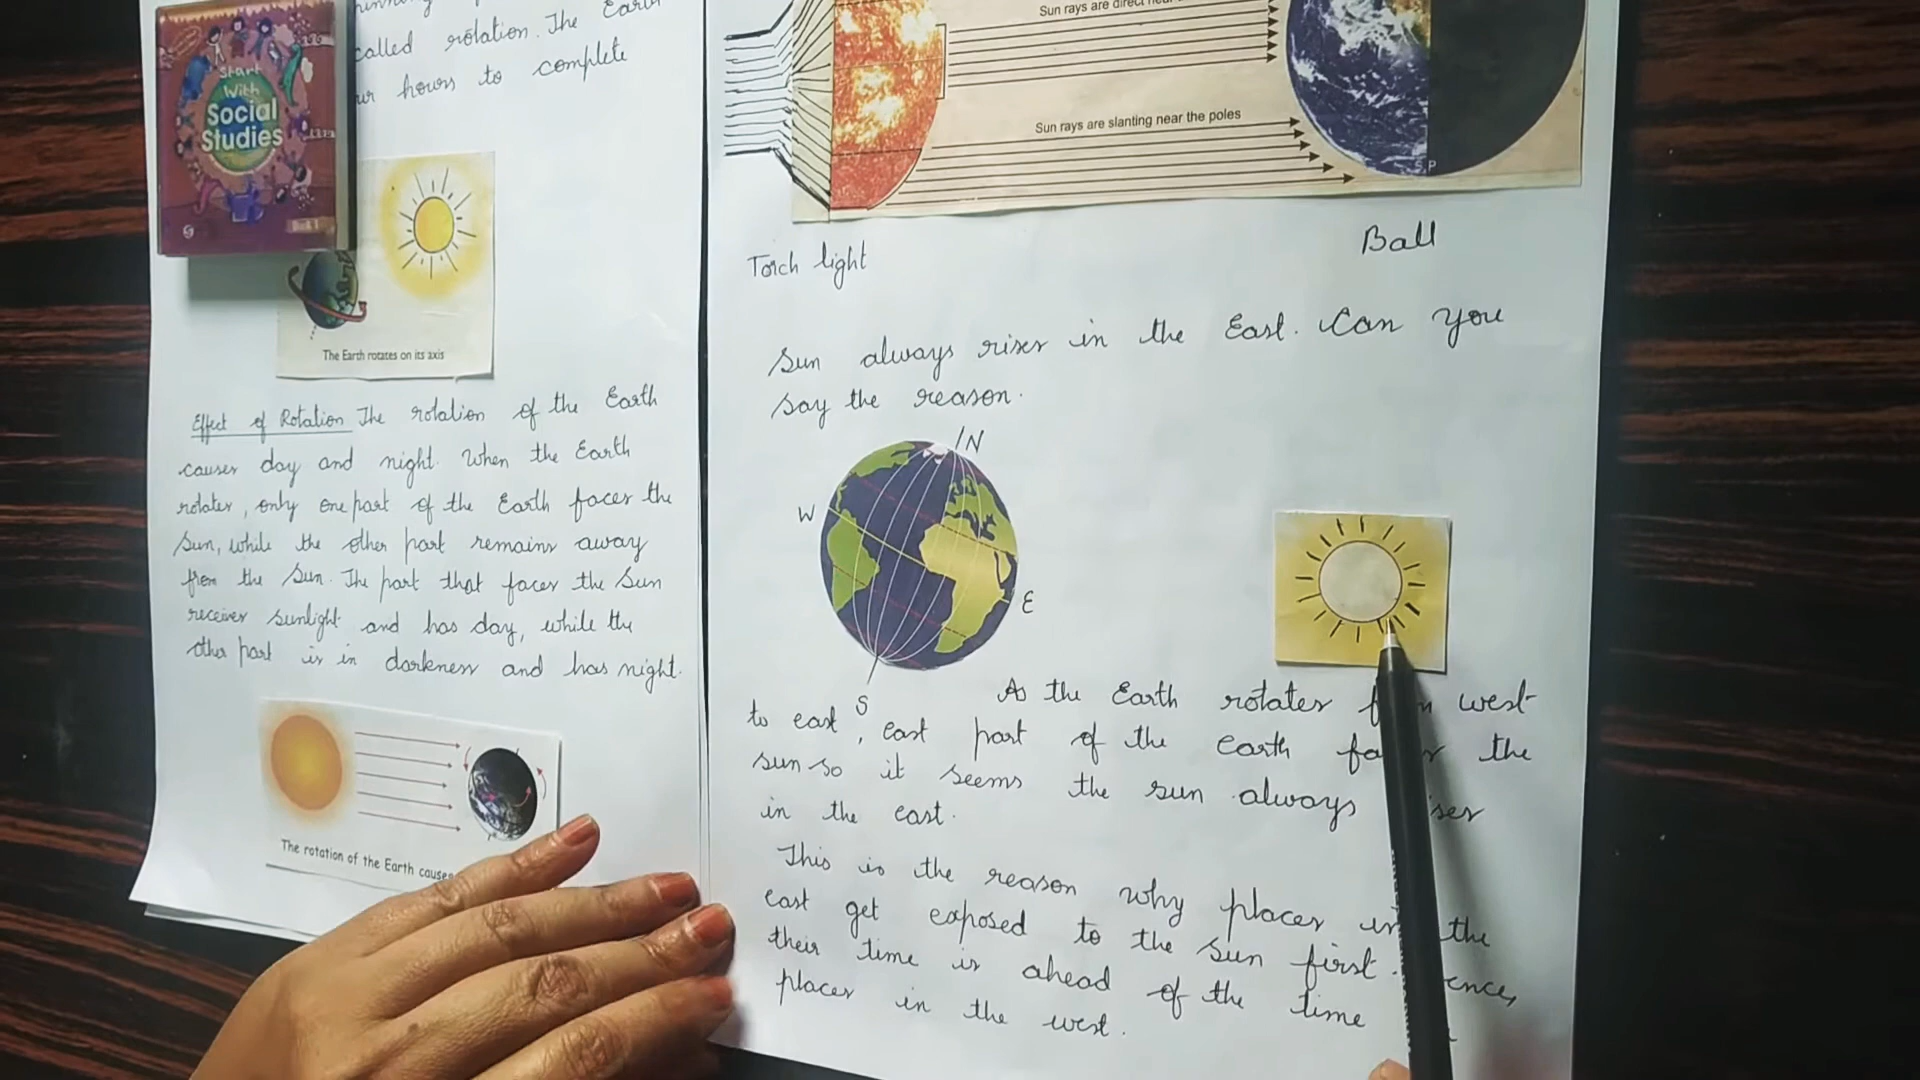 Start
With
Social
Studies
called rotation. The Earth
hours to complete
The Earth rotates on its axis
Effect of Rotation The rotation of the Earth
causes day and night. When the Earth
rotates, only one part of the Earth faces the
Sun, while the other part remains away
from the Sun. The part that faces the Sun
receives sunlight and has day, while the
other part is in darkness and has night.
The rotation of the Earth causes
Sun rays are direct near
Sun rays are slanting near the poles
S P
Torch light
Ball
Sun always rises in the East. Can you
say the reason.
N
W
E
S
As the Earth rotates west
to east, east part of the Earth the
sun so it seems the sun always
in the east.
This is the reason why places in the
east get exposed to the Sun first.
their time is ahead of the time
places in the west.